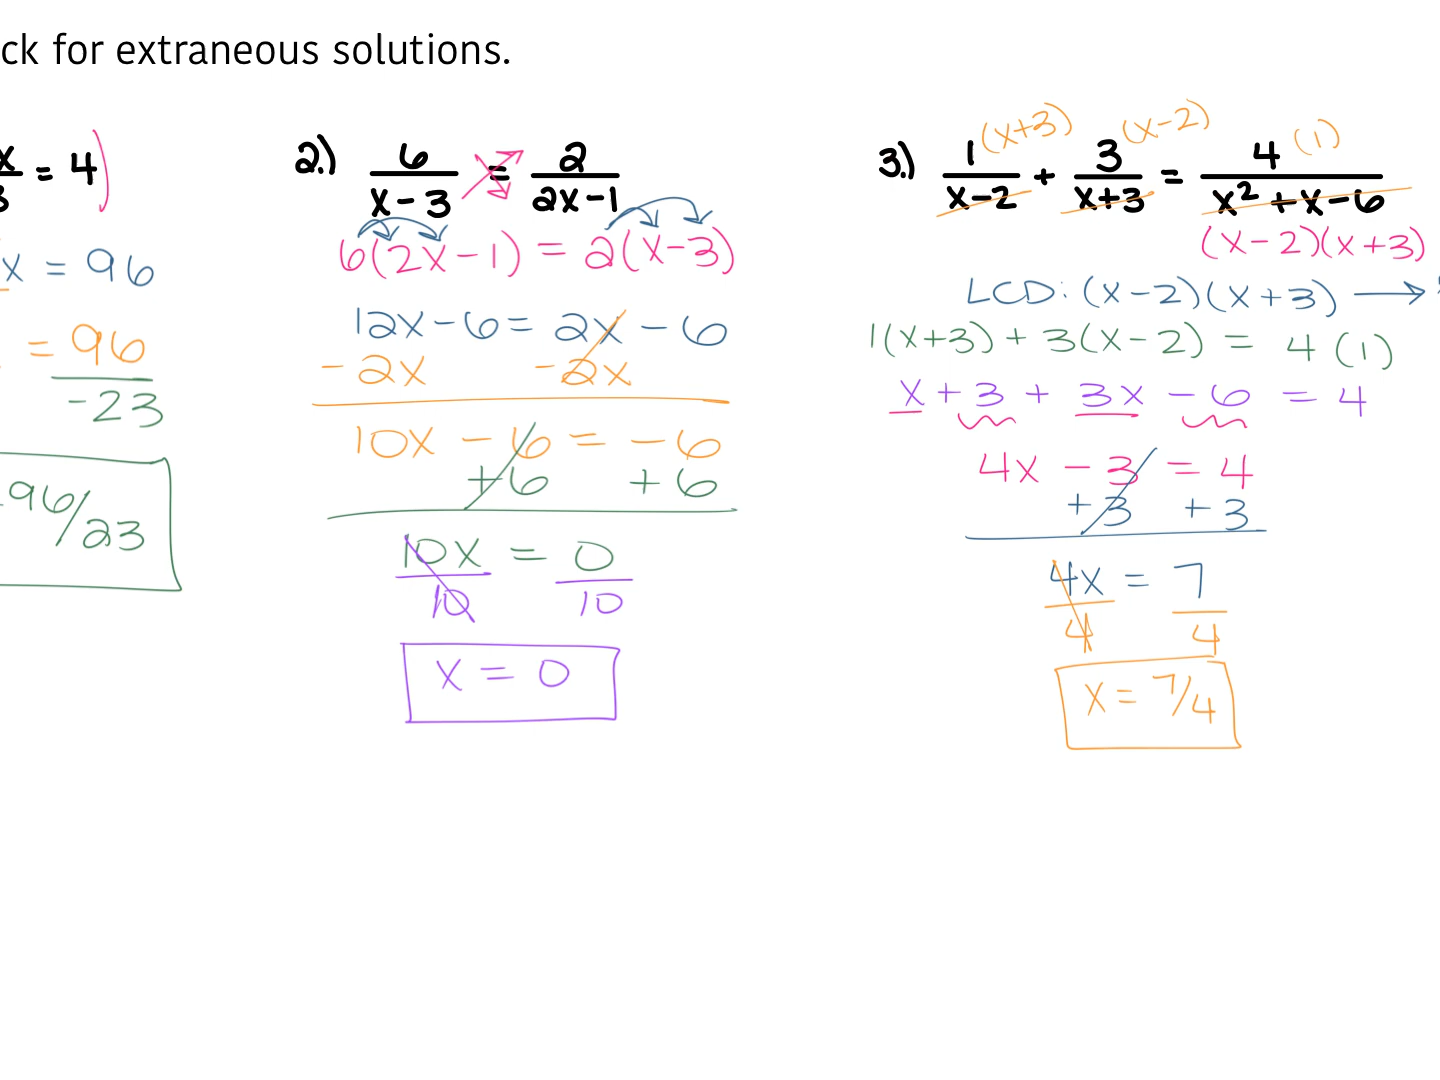 ck for extraneous solutions.
x/3 = 4)
x = 96
= 96/-23
-96/23
2.) 6/(x-3) = 2/(2x-1)
6(2x-1) = 2(x-3)
12x-6 = 2x-6
-2x -2x
10x - 6 = -6
+6 +6
10x = 0
10 10
x = 0
3.) 1/(x-2) (x+3) + 3/(x+3) (x-2) = 4/(x²+x-6) (1)
(x-2)(x+3)
LCD: (x-2)(x+3) →
1(x+3) + 3(x-2) = 4(1)
x + 3 + 3x - 6 = 4
4x - 3 = 4
+3 +3
4x = 7
4 4
x = 7/4